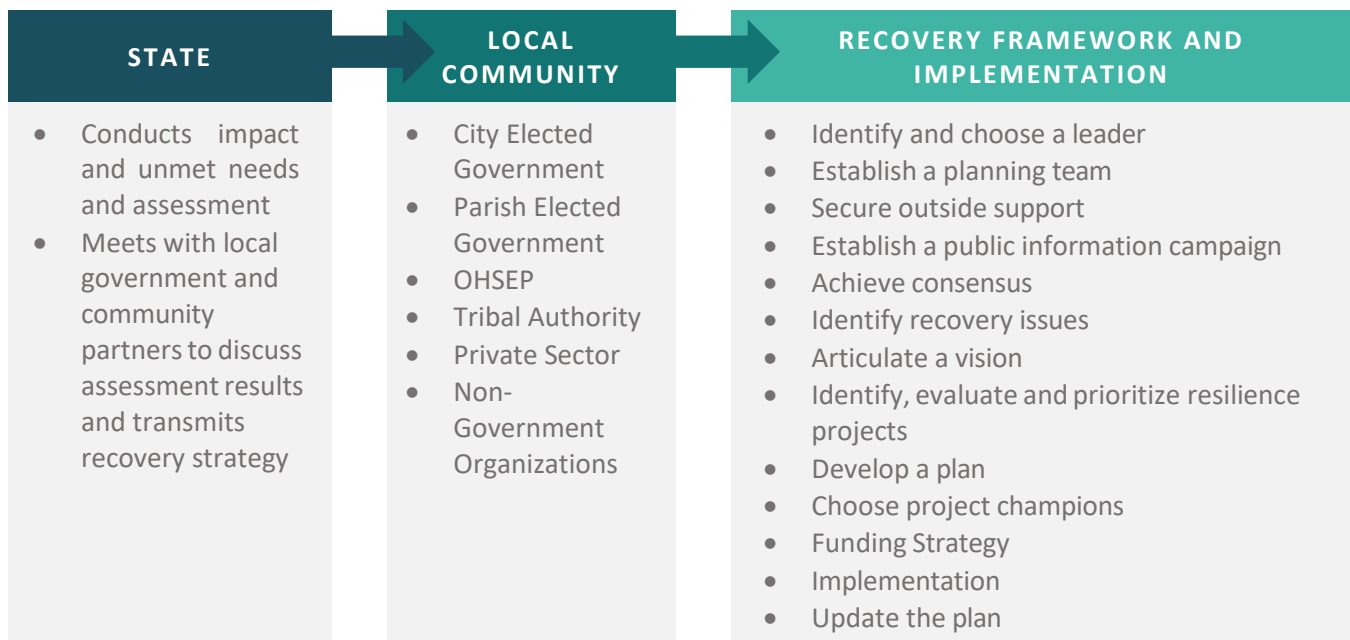 STATE
• Conducts impact
and unmet needs
and assessment
• Meets with local
government and
community
partners to discuss
assessment results
and transmits
recovery strategy
LOCAL
COMMUNITY
• City Elected
Government
• Parish Elected
Government
• OHSEP
• Tribal Authority
• Private Sector
• Non-
Government
Organizations
RECOVERY FRAMEWORK AND
IMPLEMENTATION
• Identify and choose a leader
• Establish a planning team
• Secure outside support
• Establish a public information campaign
• Achieve consensus
• Identify recovery issues
• Articulate a vision
• Identify, evaluate and prioritize resilience
projects
• Develop a plan
• Choose project champions
• Funding Strategy
• Implementation
• Update the plan